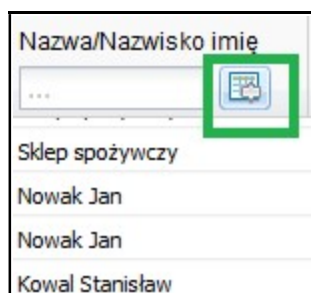 Nazwa/Nazwisko imię
...
Sklep spożywczy
Nowak Jan
Nowak Jan
Kowal Stanisław